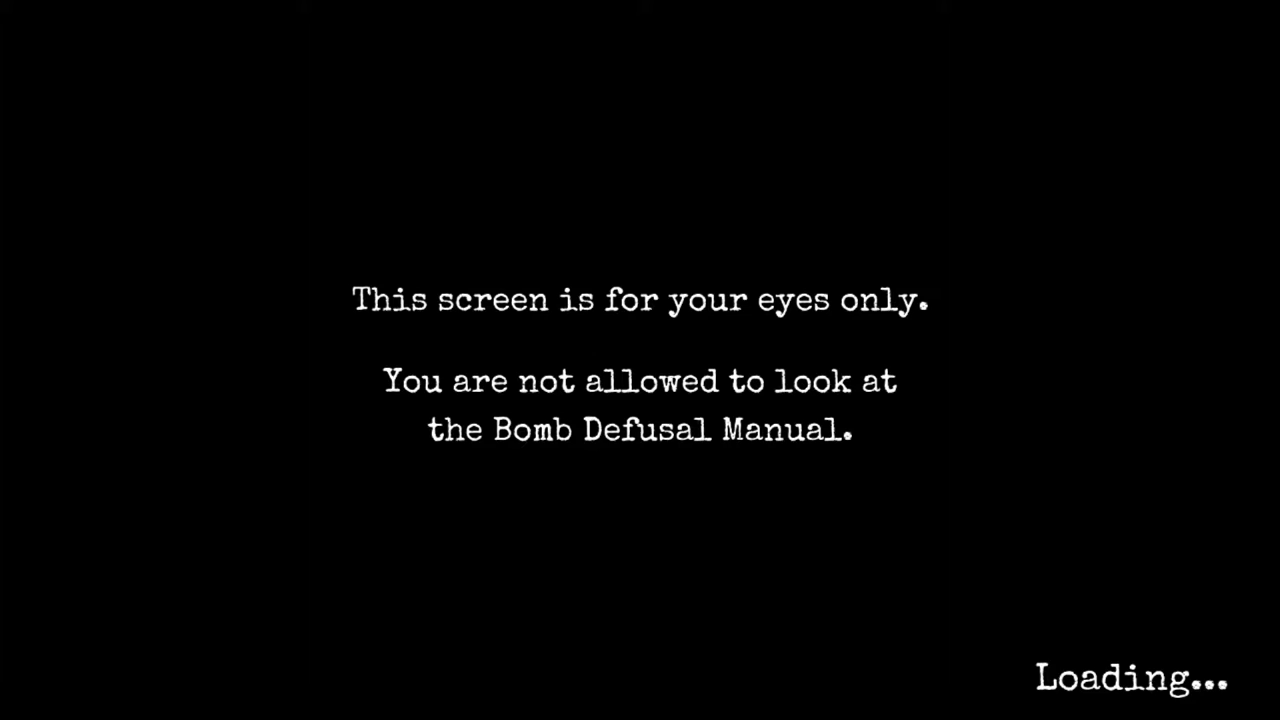 This screen is for your eyes only.
You are not allowed to look at
the Bomb Defusal Manual.
Loading...